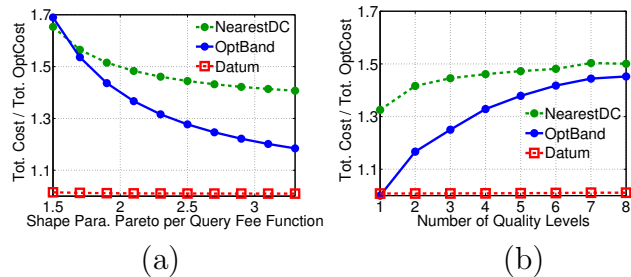 Tot. Cost / Tot. OptCost
1.7
1.5
1.3
1.1
NearestDC
OptBand
Datum
1.5
2
2.5
3
Shape Para. Pareto per Query Fee Function
(a)
Tot. Cost / Tot. OptCost
1.7
1.5
1.3
1.1
NearestDC
OptBand
Datum
1 2 3 4 5 6 7 8
Number of Quality Levels
(b)